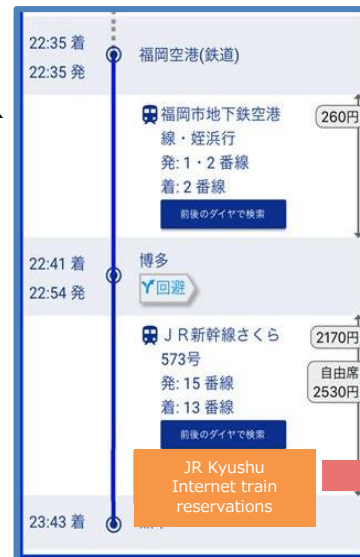 22:35 着
22:35 発
福岡空港(鉄道)
福岡市地下鉄空港
線・姪浜行
発: 1・2 番線
着: 2 番線
260円
前後のダイヤで検索
22:41 着
22:54 発
博多
回避
JR新幹線さくら
573号
発: 15 番線
着: 13 番線
2170円
自由席
2530円
前後のダイヤで検索
JR Kyushu
Internet train
reservations
23:43 着